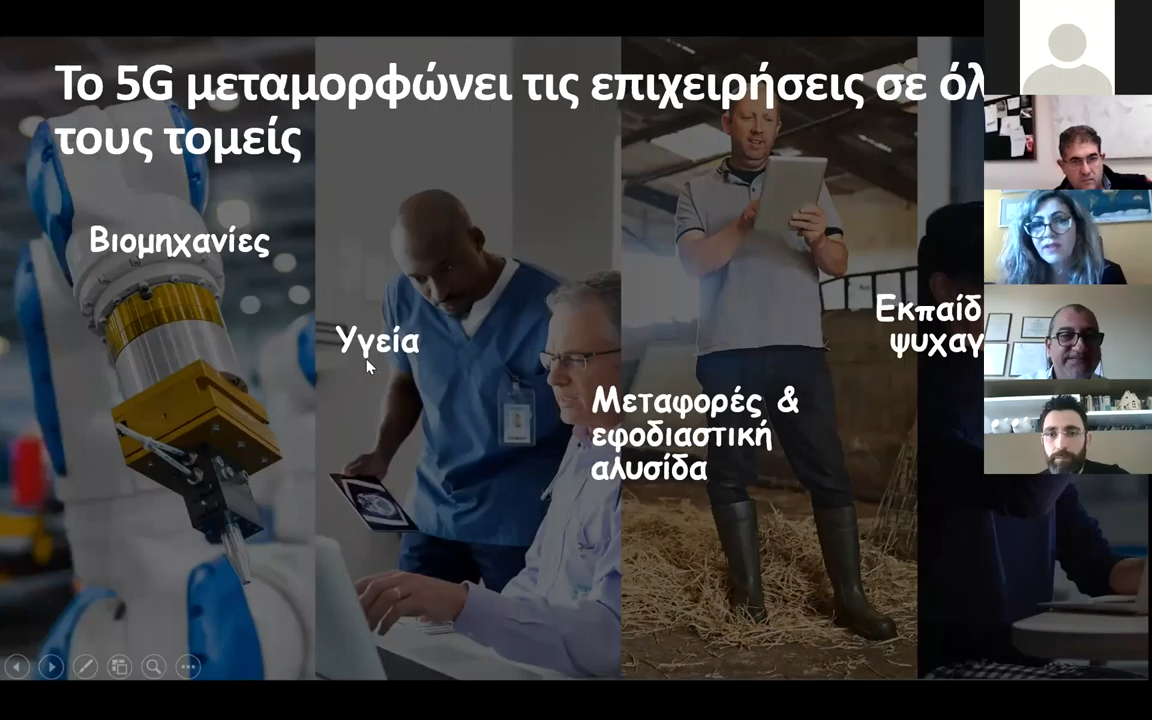 Το 5G μεταμορφώνει τις επιχειρήσεις σε όλ
τους τομείς
Βιομηχανίες
Υγεία
Μεταφορές &
εφοδιαστική
αλυσίδα
Εκπαίδ
ψυχαγ